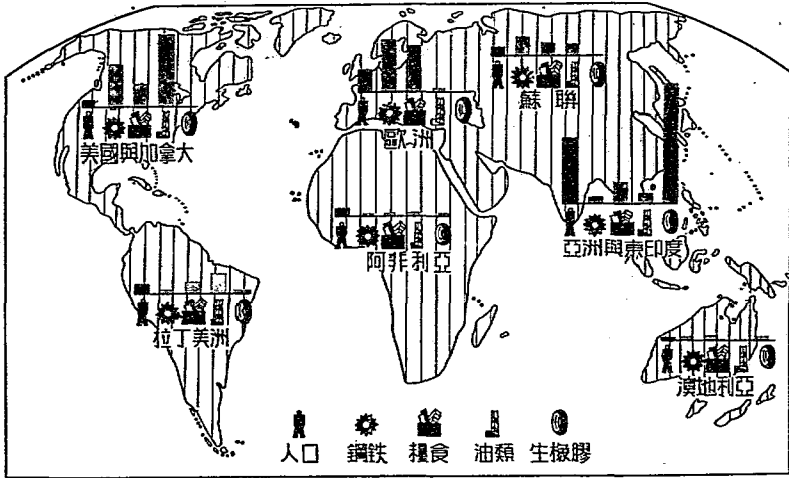 蘇聯
歐洲
美國與加拿大
亞洲與東印度
阿非利亞
拉丁美洲
澳地利亞
人口 鋼鉄 糧食 油類 生橡膠